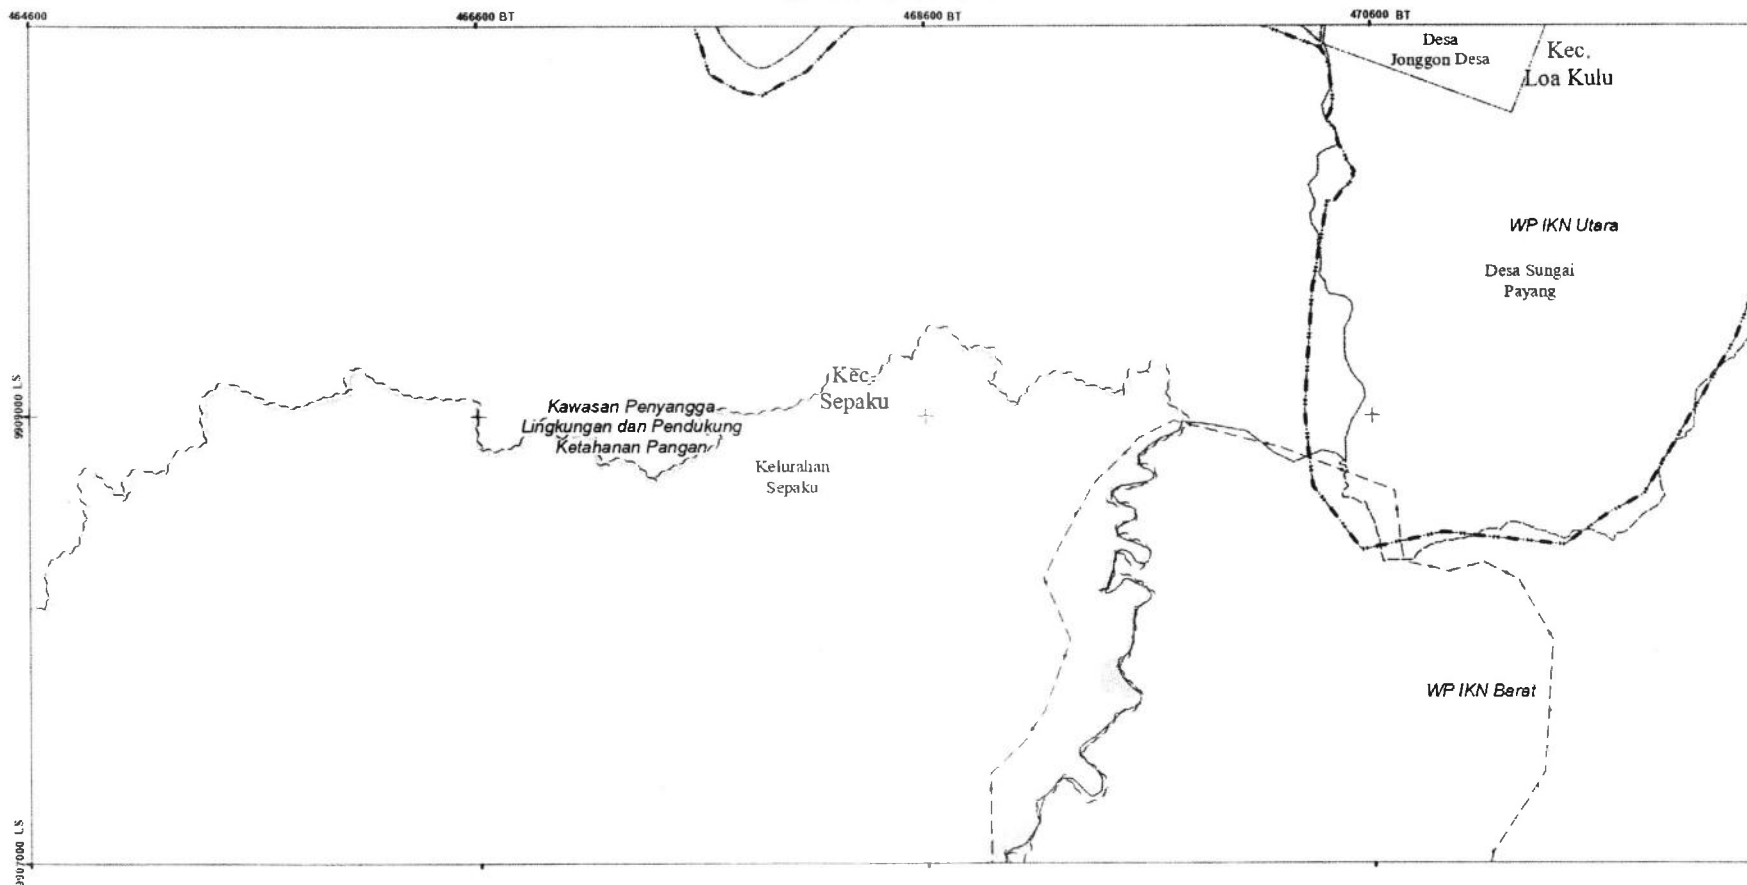 464600
466600 BT
468600 BT
470600 BT
Desa
Jonggon Desa
Kec.
Loa Kulu
WP IKN Utara
Desa Sungai
Payang
9909000 LS
Kec.
Sepaku
Kawasan Penyangga
Lingkungan dan Pendukung
Ketahanan Pangan
Kelurahan
Sepaku
WP IKN Barat
9907000 LS